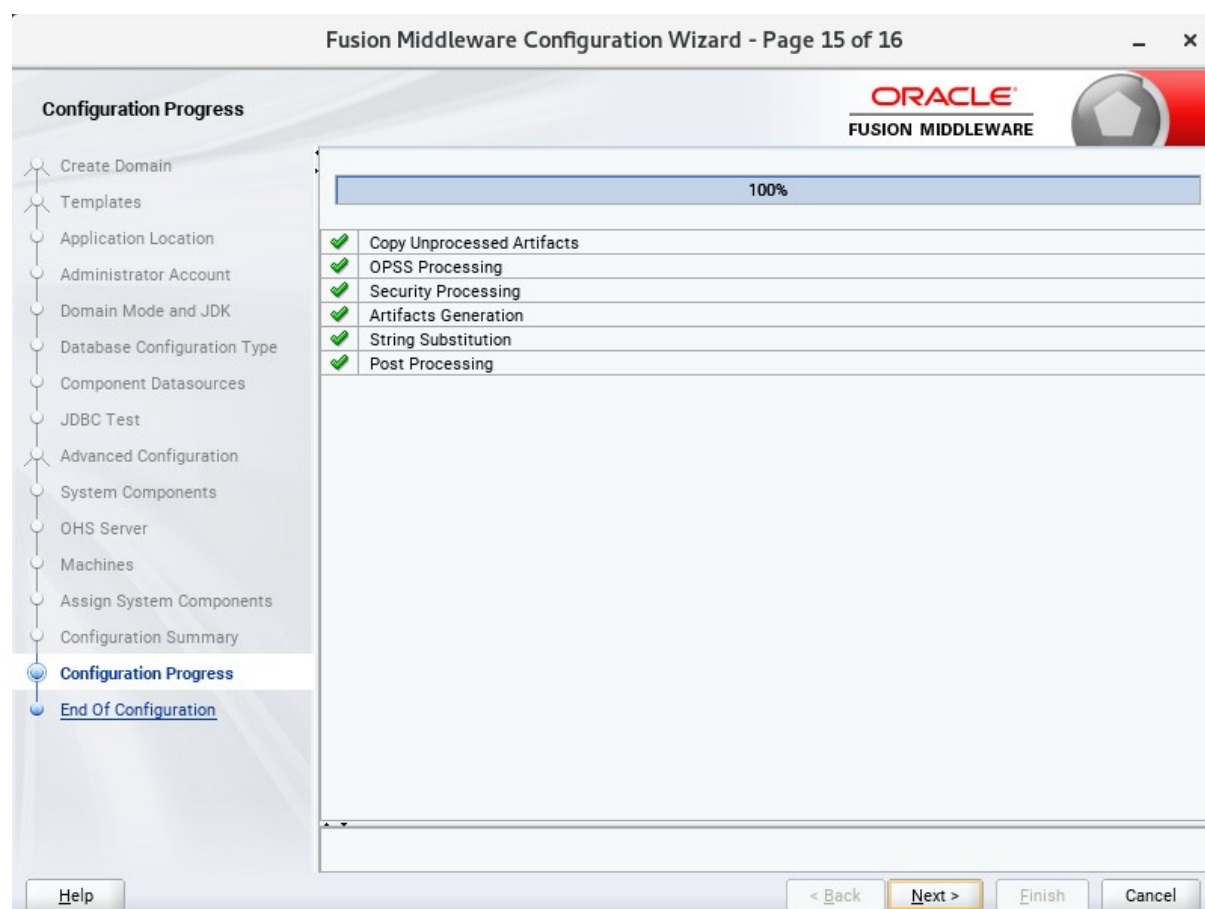 Fusion Middleware Configuration Wizard - Page 15 of 16
Configuration Progress
ORACLE
FUSION MIDDLEWARE
Create Domain
Templates
Application Location
Administrator Account
Domain Mode and JDK
Database Configuration Type
Component Datasources
JDBC Test
Advanced Configuration
System Components
OHS Server
Machines
Assign System Components
Configuration Summary
Configuration Progress
End Of Configuration
100%
Copy Unprocessed Artifacts
OPSS Processing
Security Processing
Artifacts Generation
String Substitution
Post Processing
Help
< Back
Next >
Finish
Cancel